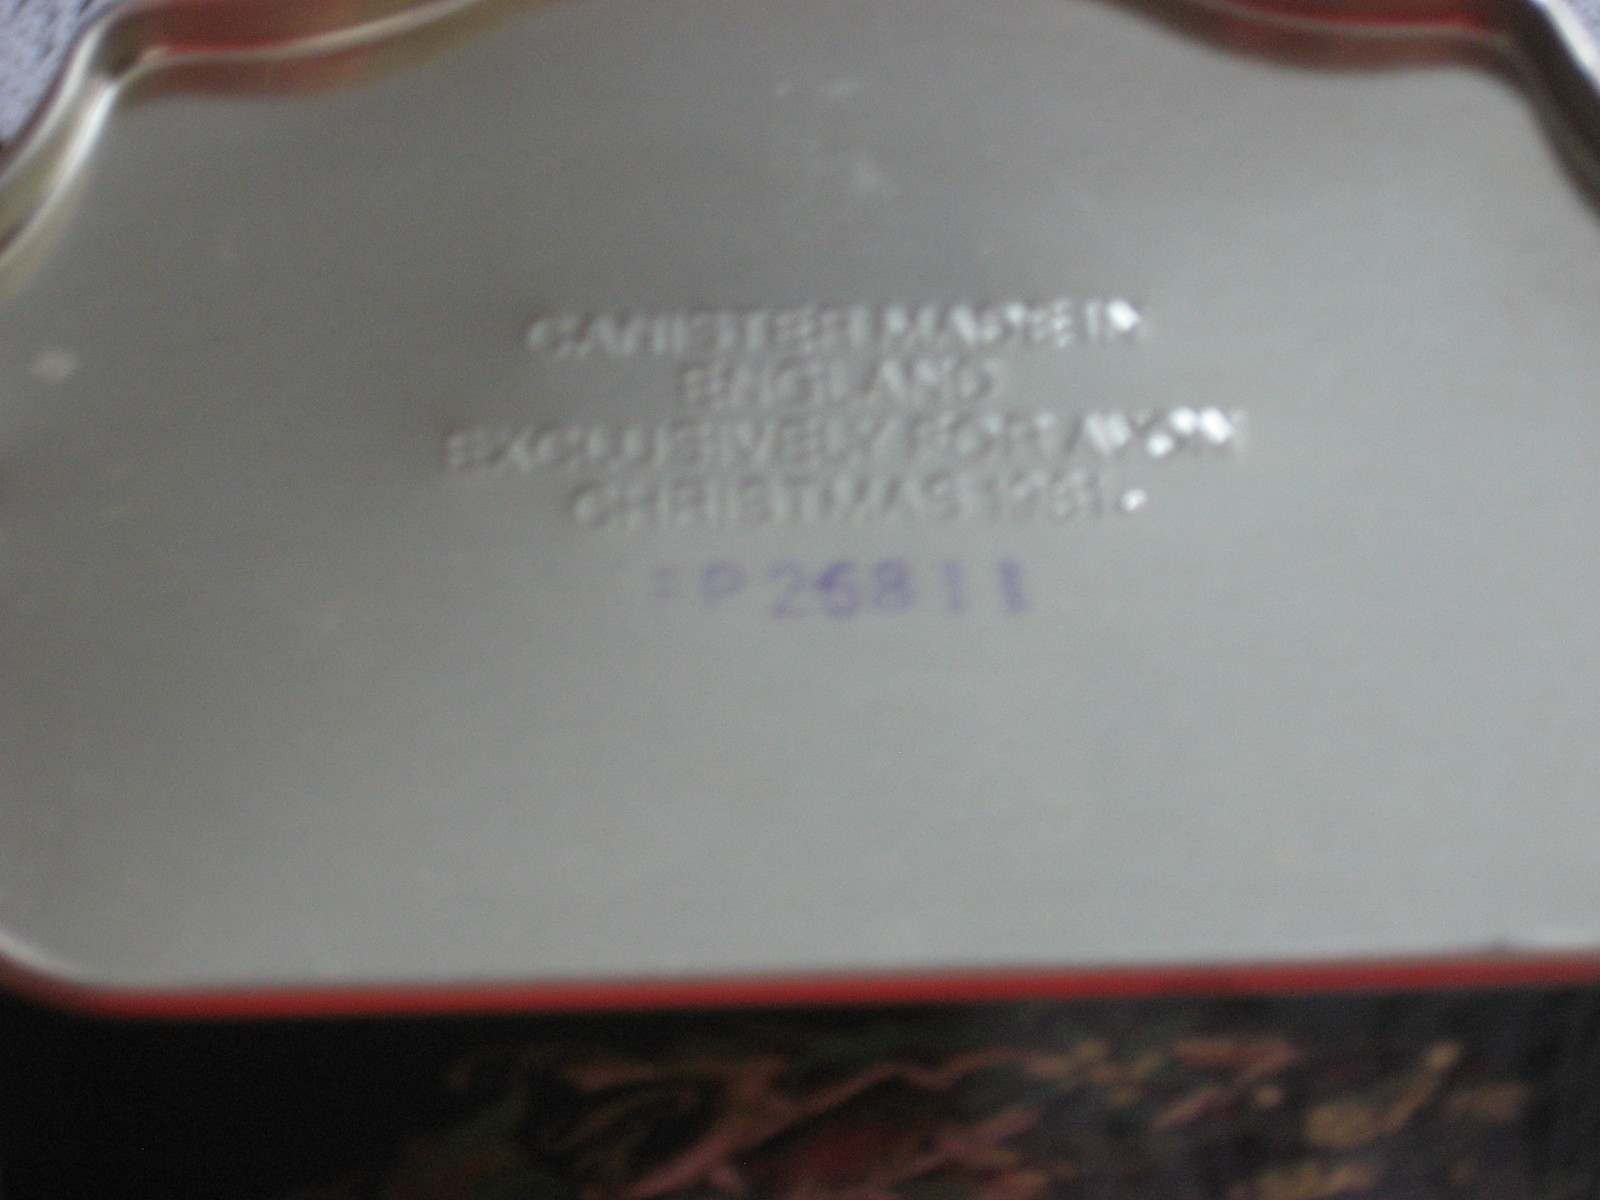 CANISTER MADE IN
ENGLAND
EXCLUSIVELY FOR AVON
CHRISTMAS 1981.
FP26811